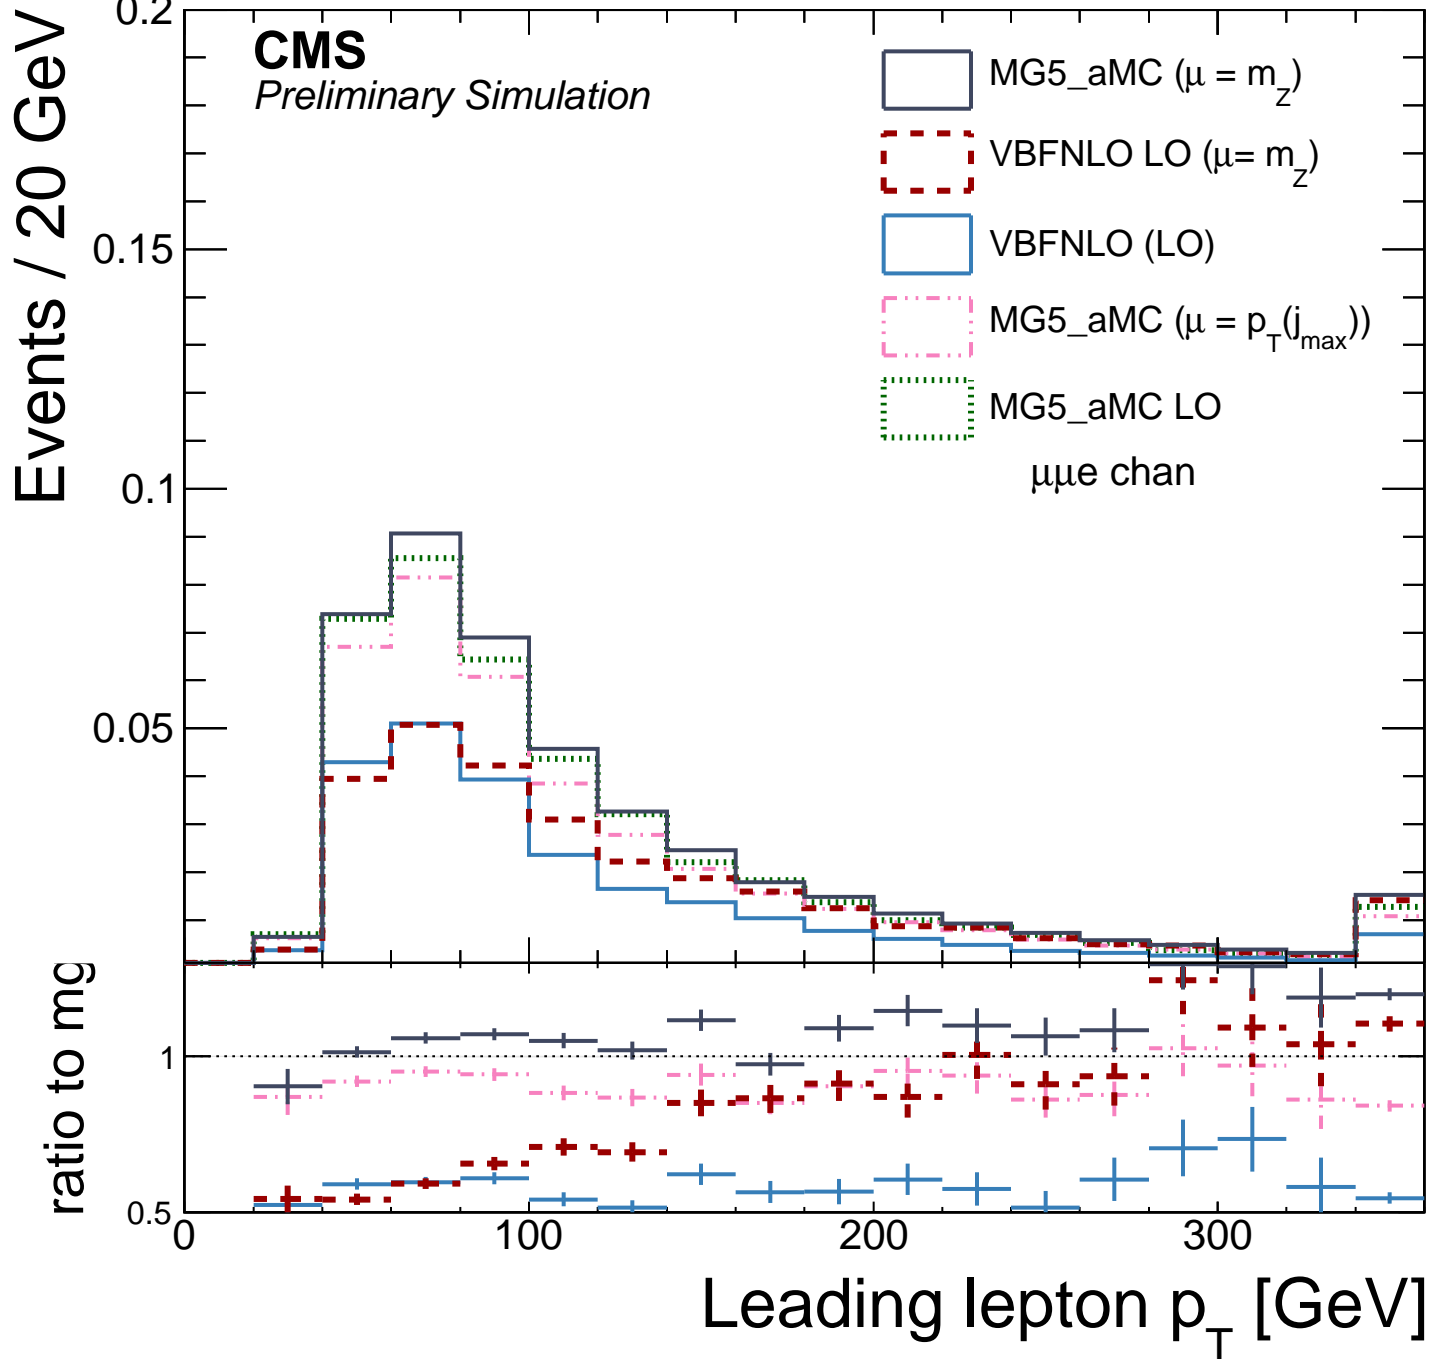 CMS
Preliminary Simulation
MG5_aMC (μ = m_Z)
VBFNLO LO (μ= m_Z)
VBFNLO (LO)
MG5_aMC (μ = p_T(j_max))
MG5_aMC LO
μμe chan
Events / 20 GeV
0.2
0.15
0.1
0.05
ratio to mg
1
0.5
0 100 200 300
Leading lepton p_T [GeV]